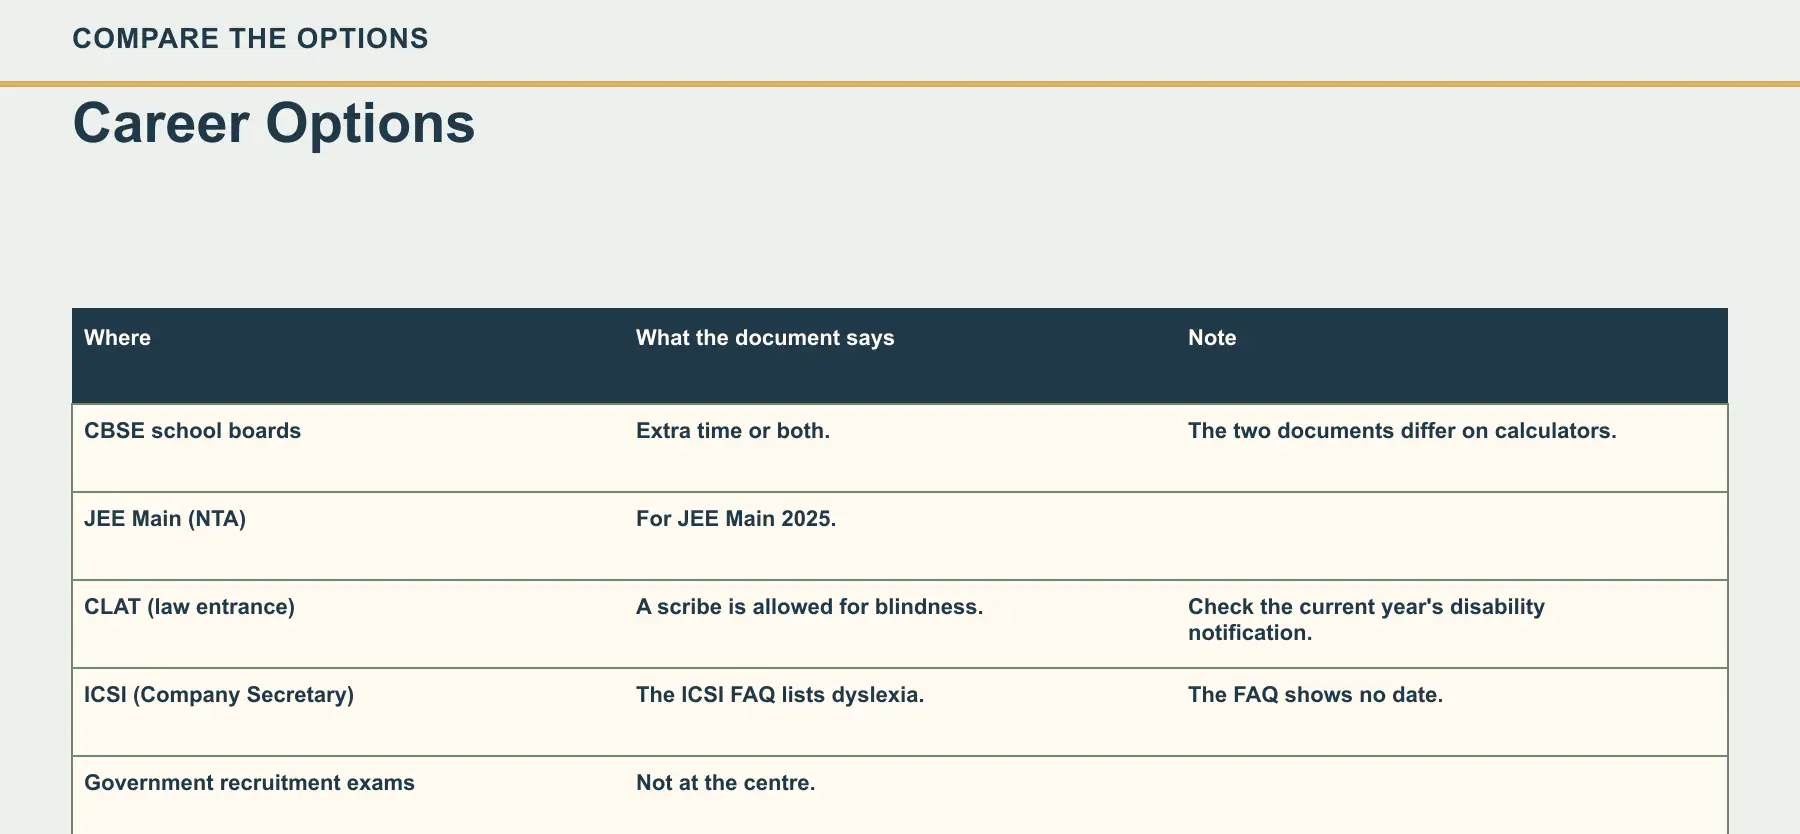 COMPARE THE OPTIONS
Career Options
Where
What the document says
Note
CBSE school boards
Extra time or both.
The two documents differ on calculators.
JEE Main (NTA)
For JEE Main 2025.
CLAT (law entrance)
A scribe is allowed for blindness.
Check the current year's disability
notification.
ICSI (Company Secretary)
The ICSI FAQ lists dyslexia.
The FAQ shows no date.
Government recruitment exams
Not at the centre.